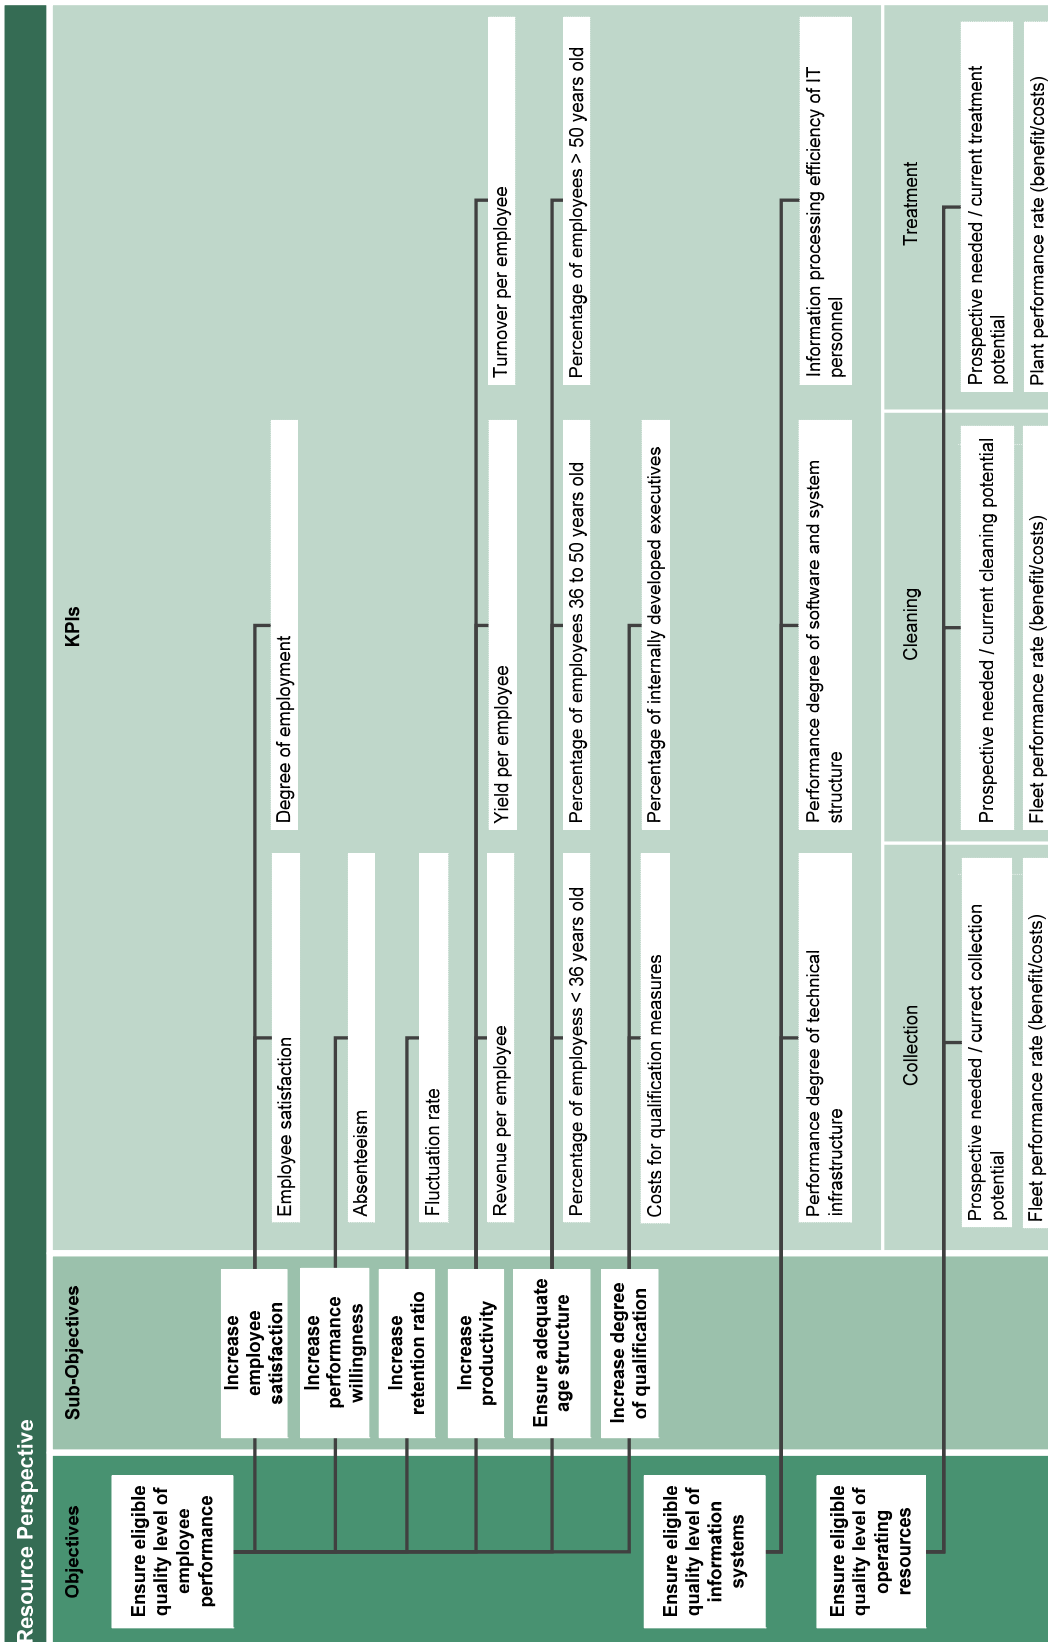 Resource Perspective
Objectives
Sub-Objectives
KPIs
Ensure eligible
quality level of
employee
performance
Increase
employee
satisfaction
Employee satisfaction
Degree of employment
Increase
performance
willingness
Absenteeism
Increase
retention ratio
Fluctuation rate
Increase
productivity
Revenue per employee
Yield per employee
Turnover per employee
Ensure adequate
age structure
Percentage of employess < 36 years old
Percentage of employees 36 to 50 years old
Percentage of employees > 50 years old
Increase degree
of qualification
Costs for qualification measures
Percentage of internally developed executives
Ensure eligible
quality level of
information
systems
Performance degree of technical
infrastructure
Performance degree of software and system
structure
Information processing efficiency of IT
personnel
Ensure eligible
quality level of
operating
resources
Collection
Cleaning
Treatment
Prospective needed / currect collection
potential
Prospective needed / current cleaning potential
Prospective needed / current treatment
potential
Fleet performance rate (benefit/costs)
Fleet performance rate (benefit/costs)
Plant performance rate (benefit/costs)